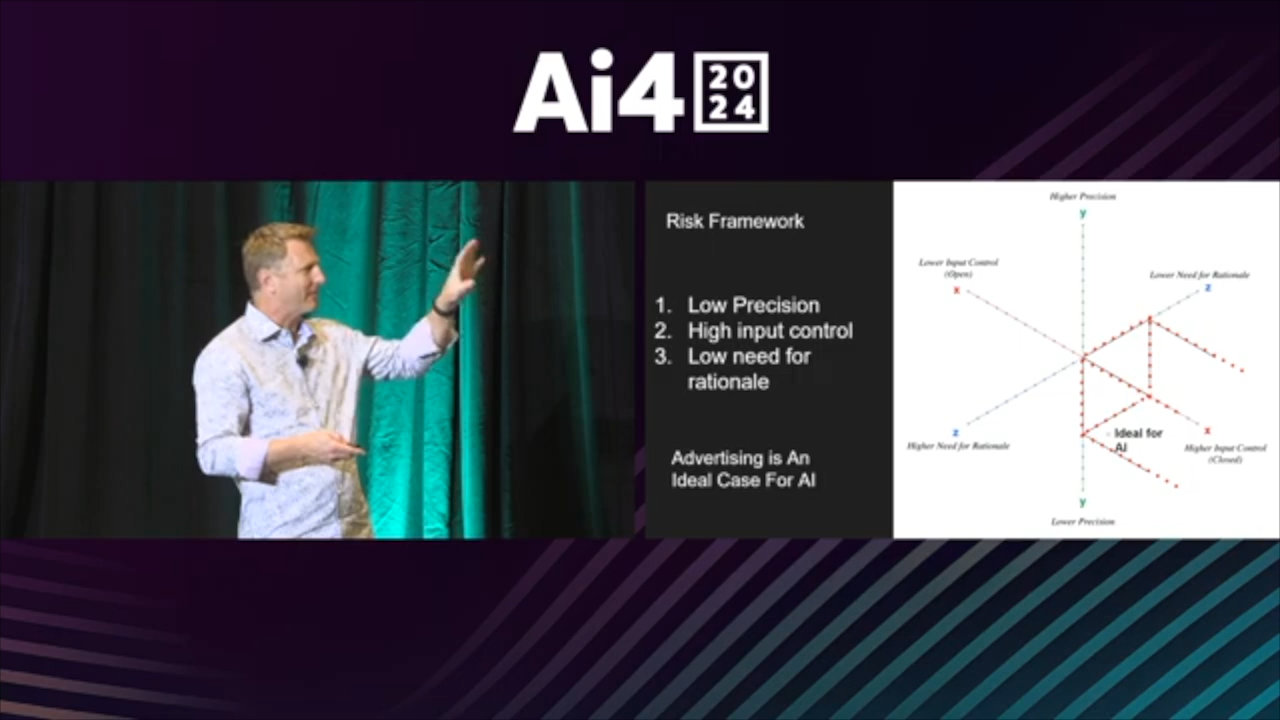 Ai4 2024
Risk Framework
1. Low Precision
2. High input control
3. Low need for
rationale
Advertising is An
Ideal Case For AI
Higher Precision
y
Lower Input Control
(Open)
x
Lower Need for Rationale
z
z
Higher Need for Rationale
Ideal for
AI
x
Higher Input Control
(Closed)
y
Lower Precision